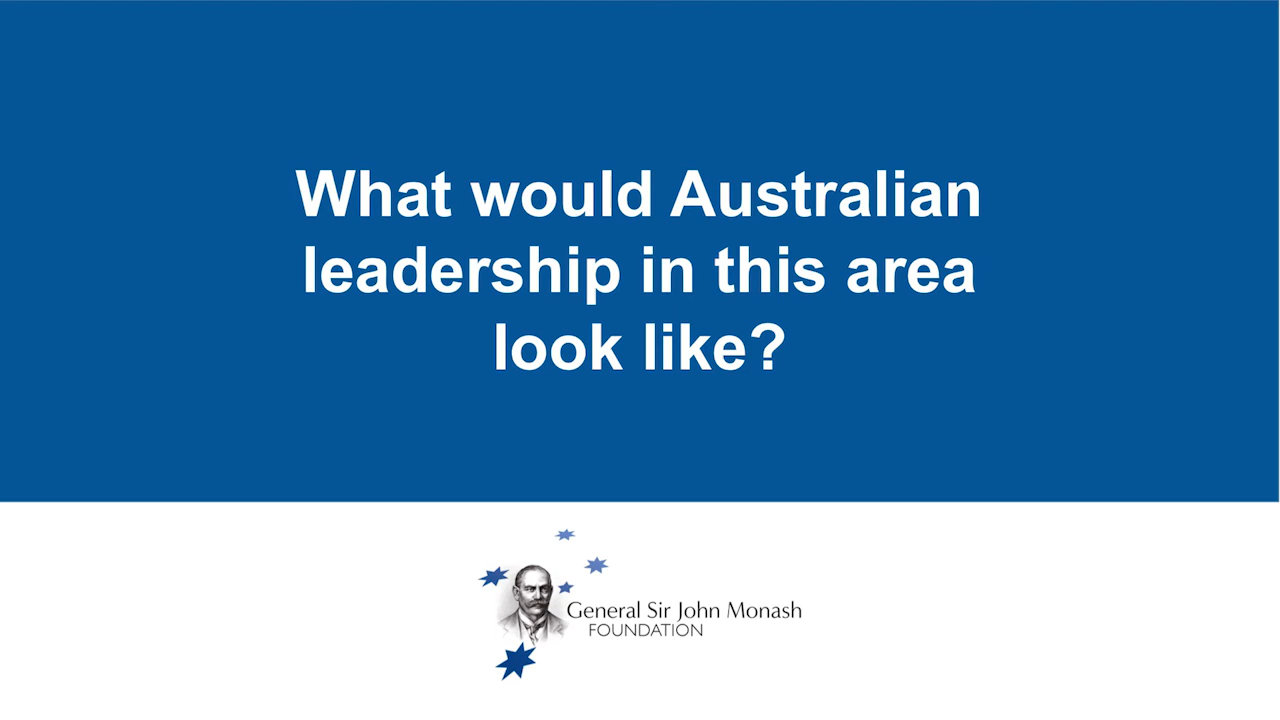 What would Australian
leadership in this area
look like?
General Sir John Monash
FOUNDATION